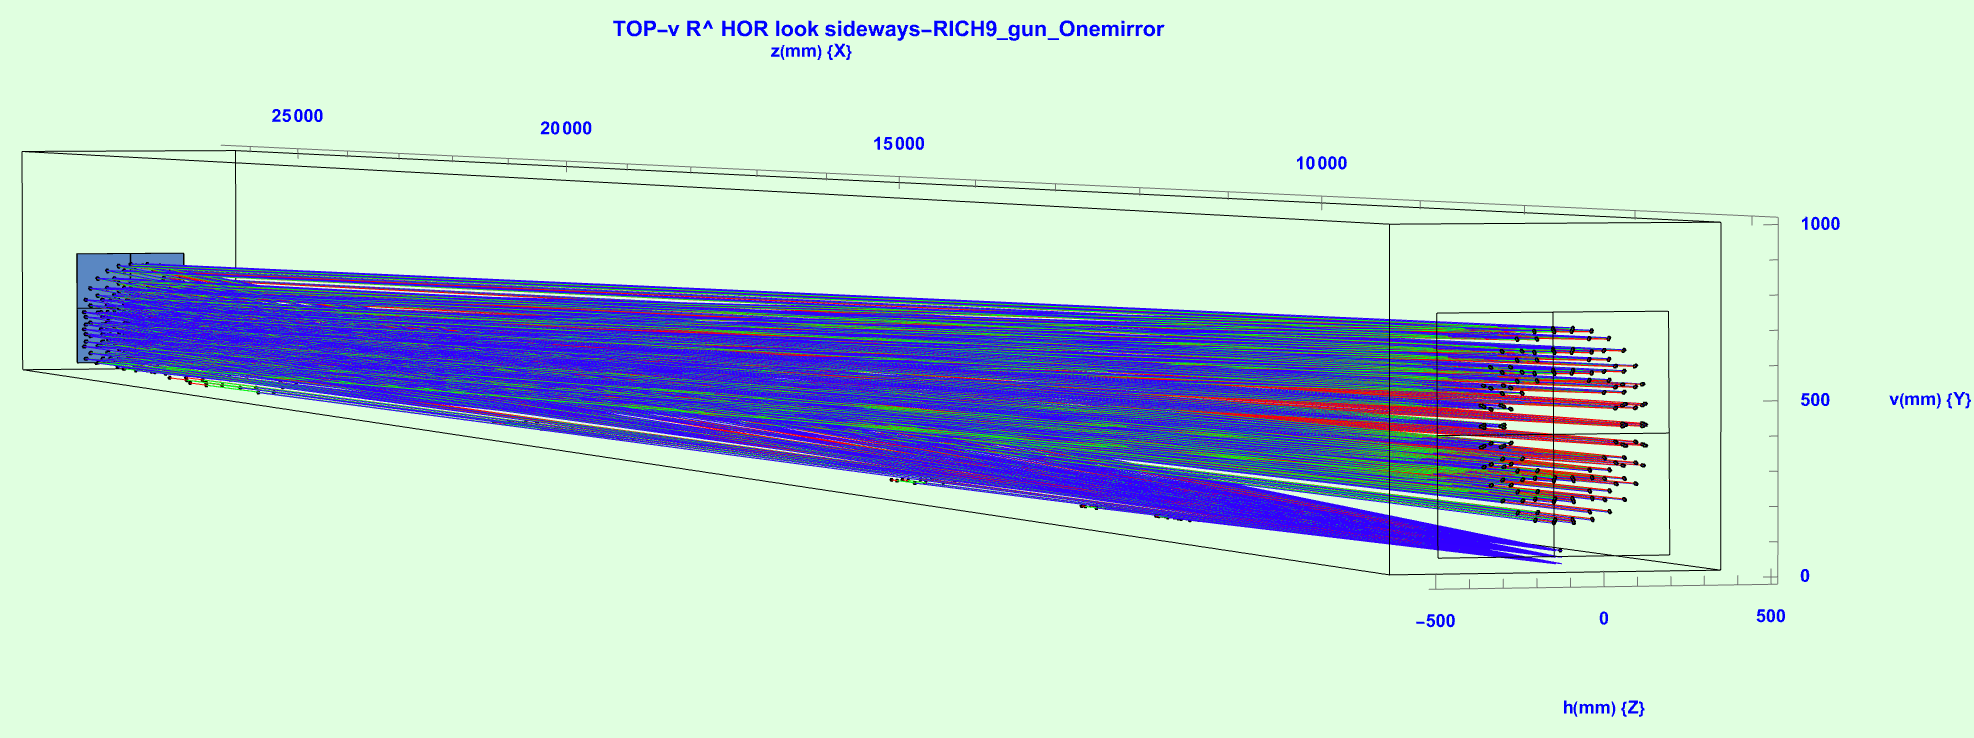 TOP−v R^ HOR look sideways−RICH9_gun_Onemirror
z(mm) {X}
25000
20000
15000
10000
1000
500
v(mm) {Y}
0
−500
0
500
h(mm) {Z}